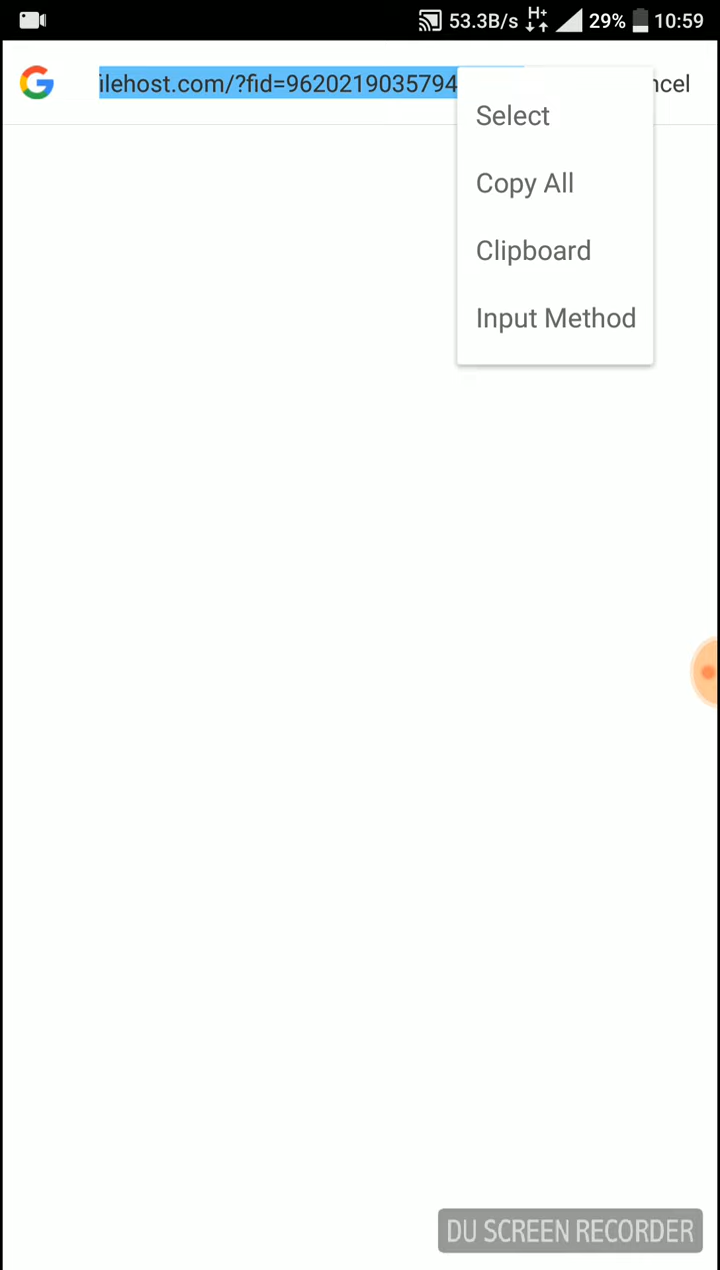 53.3B/s H+ 29% 10:59
ilehost.com/?fid=9620219035794
ncel
Select
Copy All
Clipboard
Input Method
DU SCREEN RECORDER